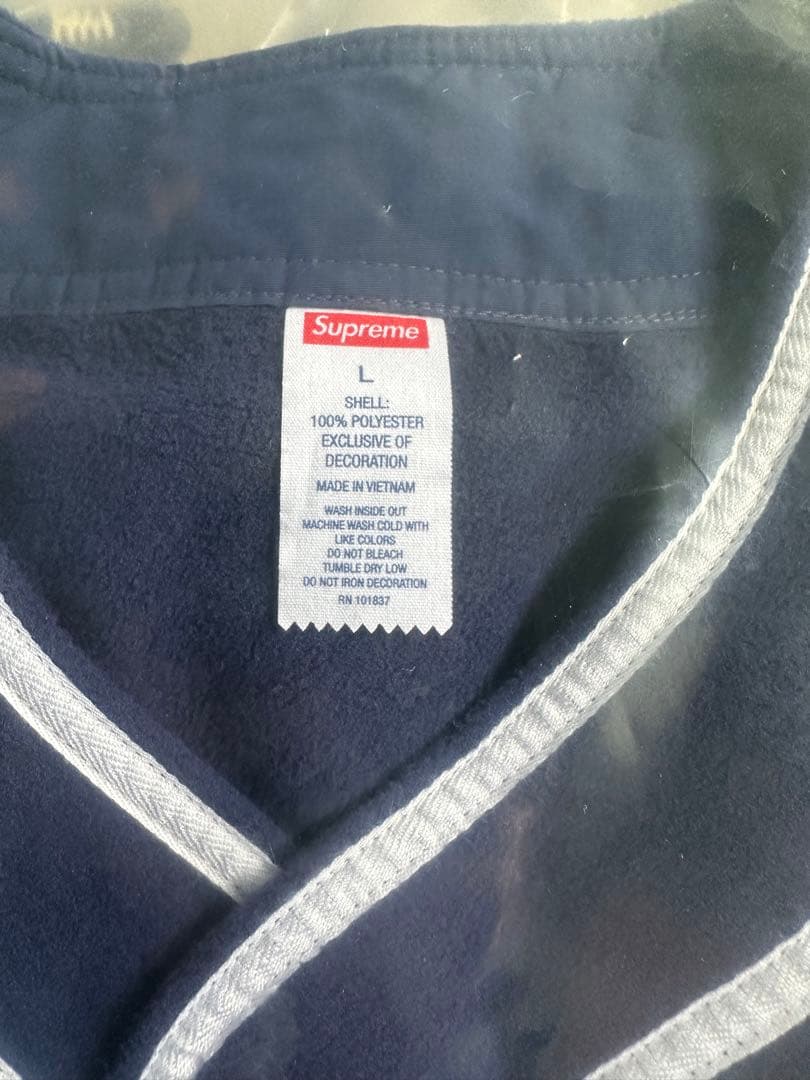 Supreme
L
SHELL:
100% POLYESTER
EXCLUSIVE OF
DECORATION
MADE IN VIETNAM
WASH INSIDE OUT
MACHINE WASH COLD WITH
LIKE COLORS
DO NOT BLEACH
TUMBLE DRY LOW
DO NOT IRON DECORATION
RN 101837